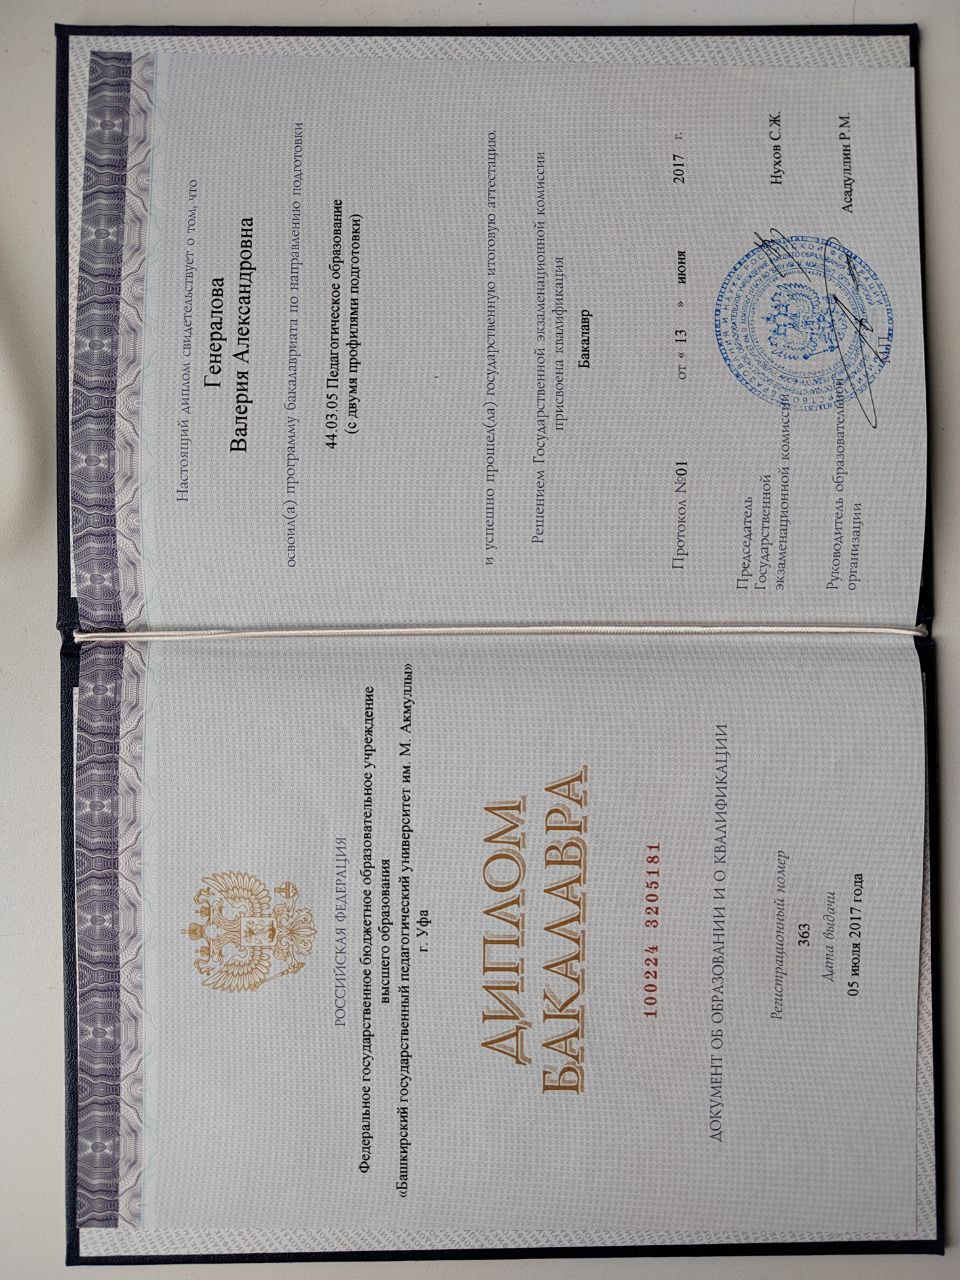 РОССИЙСКАЯ ФЕДЕРАЦИЯ
Федеральное государственное бюджетное образовательное учреждение
высшего образования
«Башкирский государственный педагогический университет им. М. Акмуллы»
г. Уфа
ДИПЛОМ
БАКАЛАВРА
100224 3205181
ДОКУМЕНТ ОБ ОБРАЗОВАНИИ И О КВАЛИФИКАЦИИ
Регистрационный номер
363
Дата выдачи
05 июля 2017 года
Настоящий диплом свидетельствует о том, что
Генералова
Валерия Александровна
освоил(а) программу бакалавриата по направлению подготовки
44.03.05 Педагогическое образование
(с двумя профилями подготовки)
и успешно прошел(ла) государственную итоговую аттестацию.
Решением Государственной экзаменационной комиссии
присвоена квалификация
Бакалавр
Протокол №01 от « 13 » июня 2017 г.
Председатель
Государственной
экзаменационной комиссии Нухов С.Ж.
Руководитель образовательной
организации Асадуллин Р.М.
М.П.